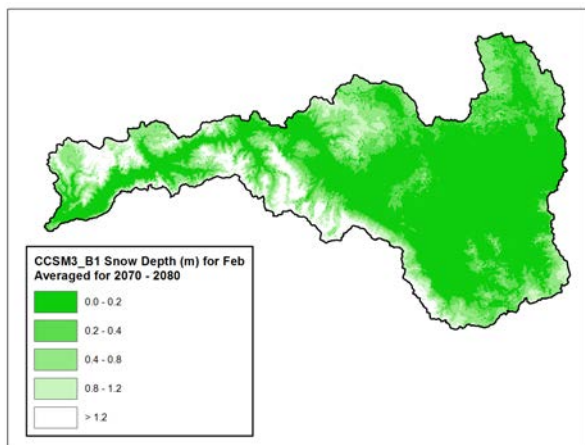 CCSM3_B1 Snow Depth (m) for Feb
Averaged for 2070 - 2080
0.0 - 0.2
0.2 - 0.4
0.4 - 0.8
0.8 - 1.2
> 1.2